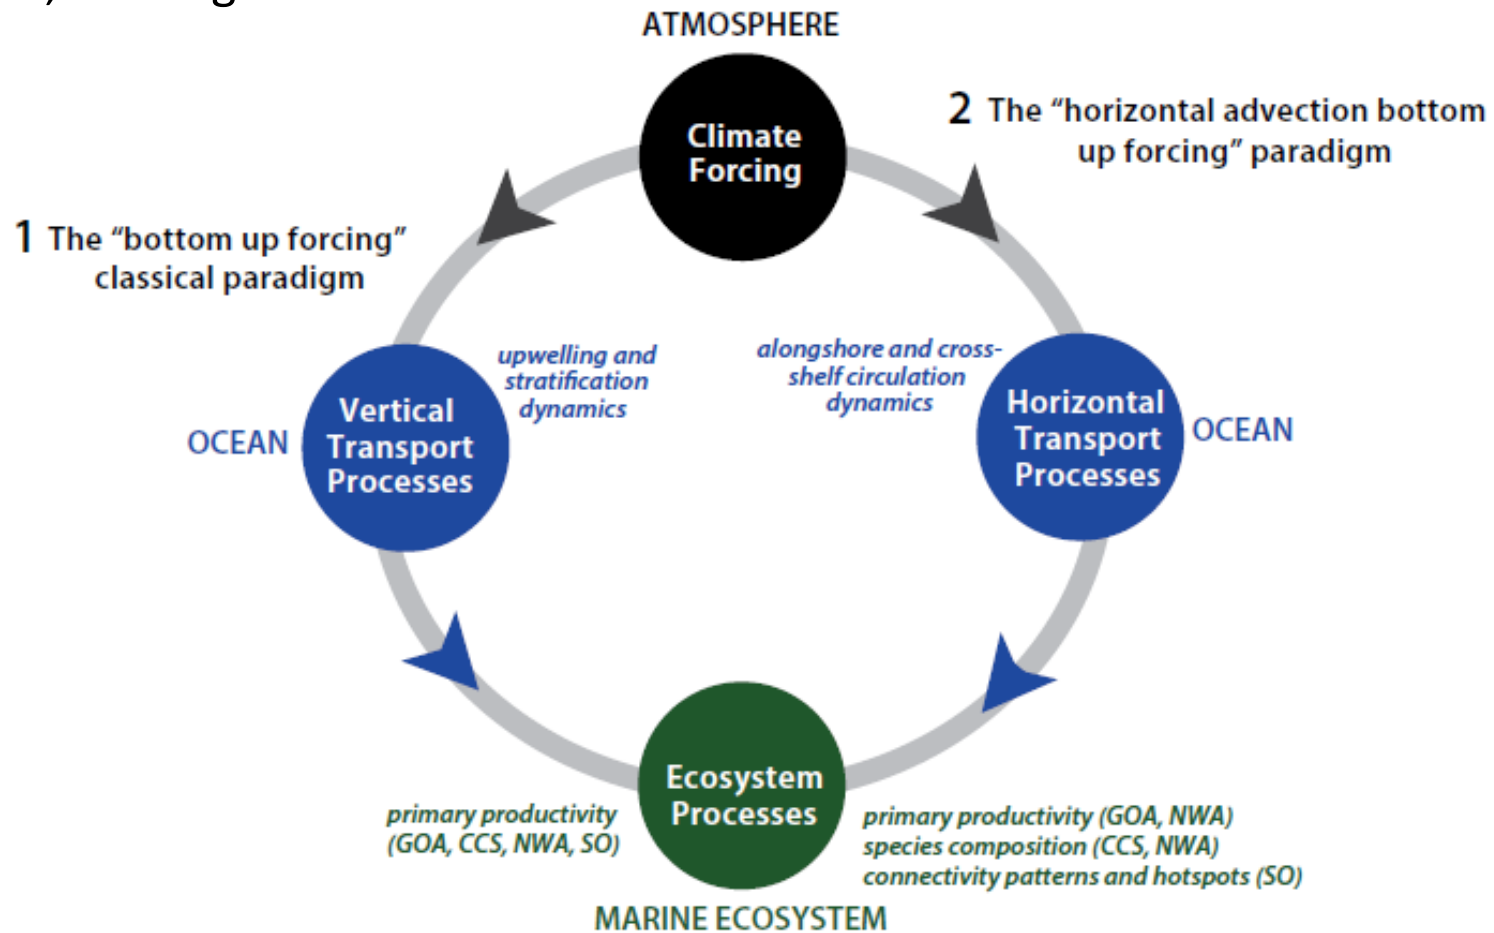 ATMOSPHERE
Climate
Forcing
2 The “horizontal advection bottom
up forcing” paradigm
1 The “bottom up forcing”
classical paradigm
upwelling and
stratification
dynamics
alongshore and cross-
shelf circulation
dynamics
OCEAN
Vertical
Transport
Processes
Horizontal
Transport
Processes
OCEAN
Ecosystem
Processes
primary productivity
(GOA, CCS, NWA, SO)
primary productivity (GOA, NWA)
species composition (CCS, NWA)
connectivity patterns and hotspots (SO)
MARINE ECOSYSTEM